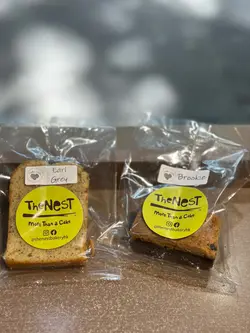 Earl
Grey
TheNest
More Than a Cake
Brookie
TheNest
More Than a Cake